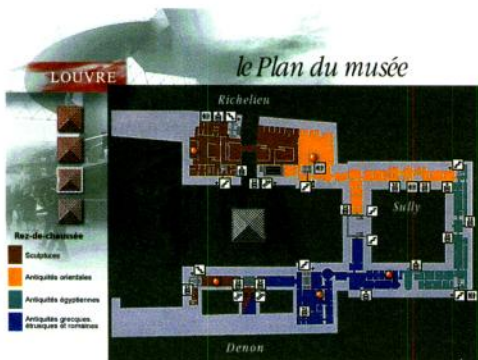 LOUVRE
le Plan du musée
Richelieu
Sully
Rez-de-chaussée
Sculptures
Antiquités orientales
Antiquités égyptiennes
Antiquités grecques,
étrusques et romaines
Denon